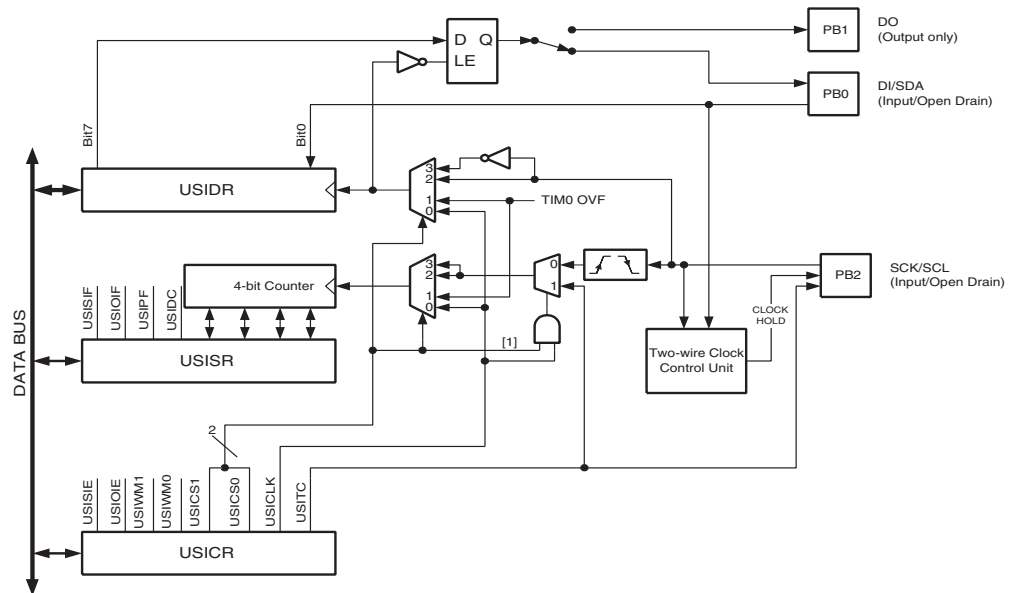 D Q
LE
PB1
DO
(Output only)
PB0
DI/SDA
(Input/Open Drain)
Bit7
Bit0
USIDR
3
2
1
0
TIM0 OVF
3
2
1
0
0
1
PB2
SCK/SCL
(Input/Open Drain)
CLOCK
HOLD
4-bit Counter
USISIF
USIOIF
USIPF
USIDC
USISR
[1]
Two-wire Clock
Control Unit
DATA BUS
2
USISIE
USIOIE
USIWM1
USIWM0
USICS1
USICS0
USICLK
USITC
USICR